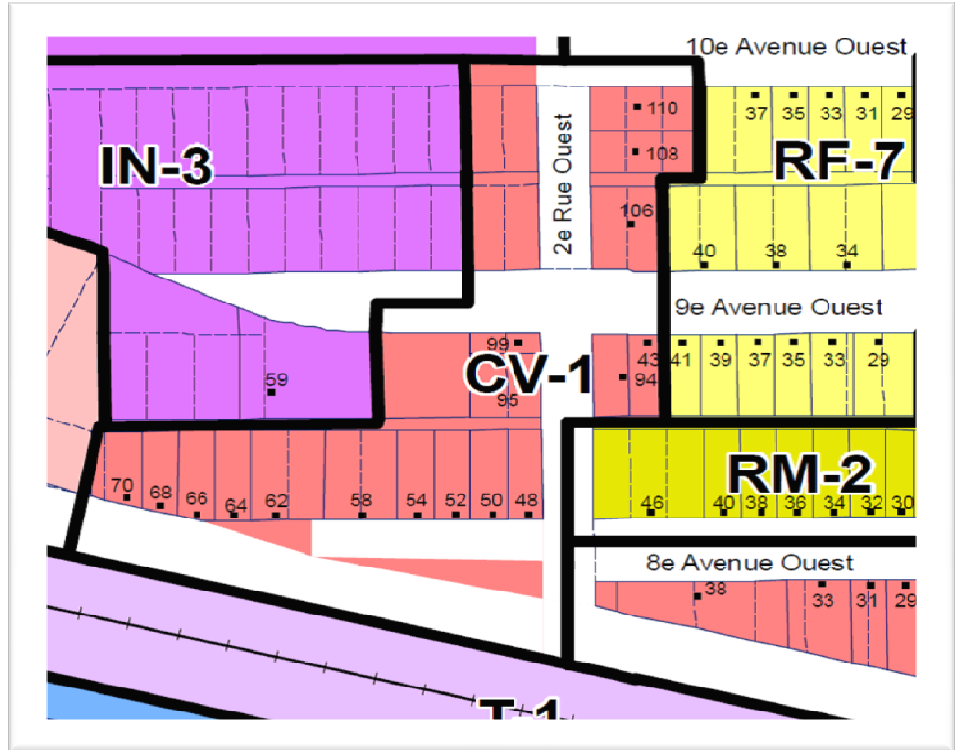 10e Avenue Ouest
110
37 35 33 31 29
IN-3
2e Rue Ouest
108
RF-7
106
40 38 34
9e Avenue Ouest
99
43 41 39 37 35 33 29
CV-1
94
59
95
RM-2
70 68 66 64 62 58 54 52 50 48
46 40 38 36 34 32 30
8e Avenue Ouest
38 33 31 29
T-1